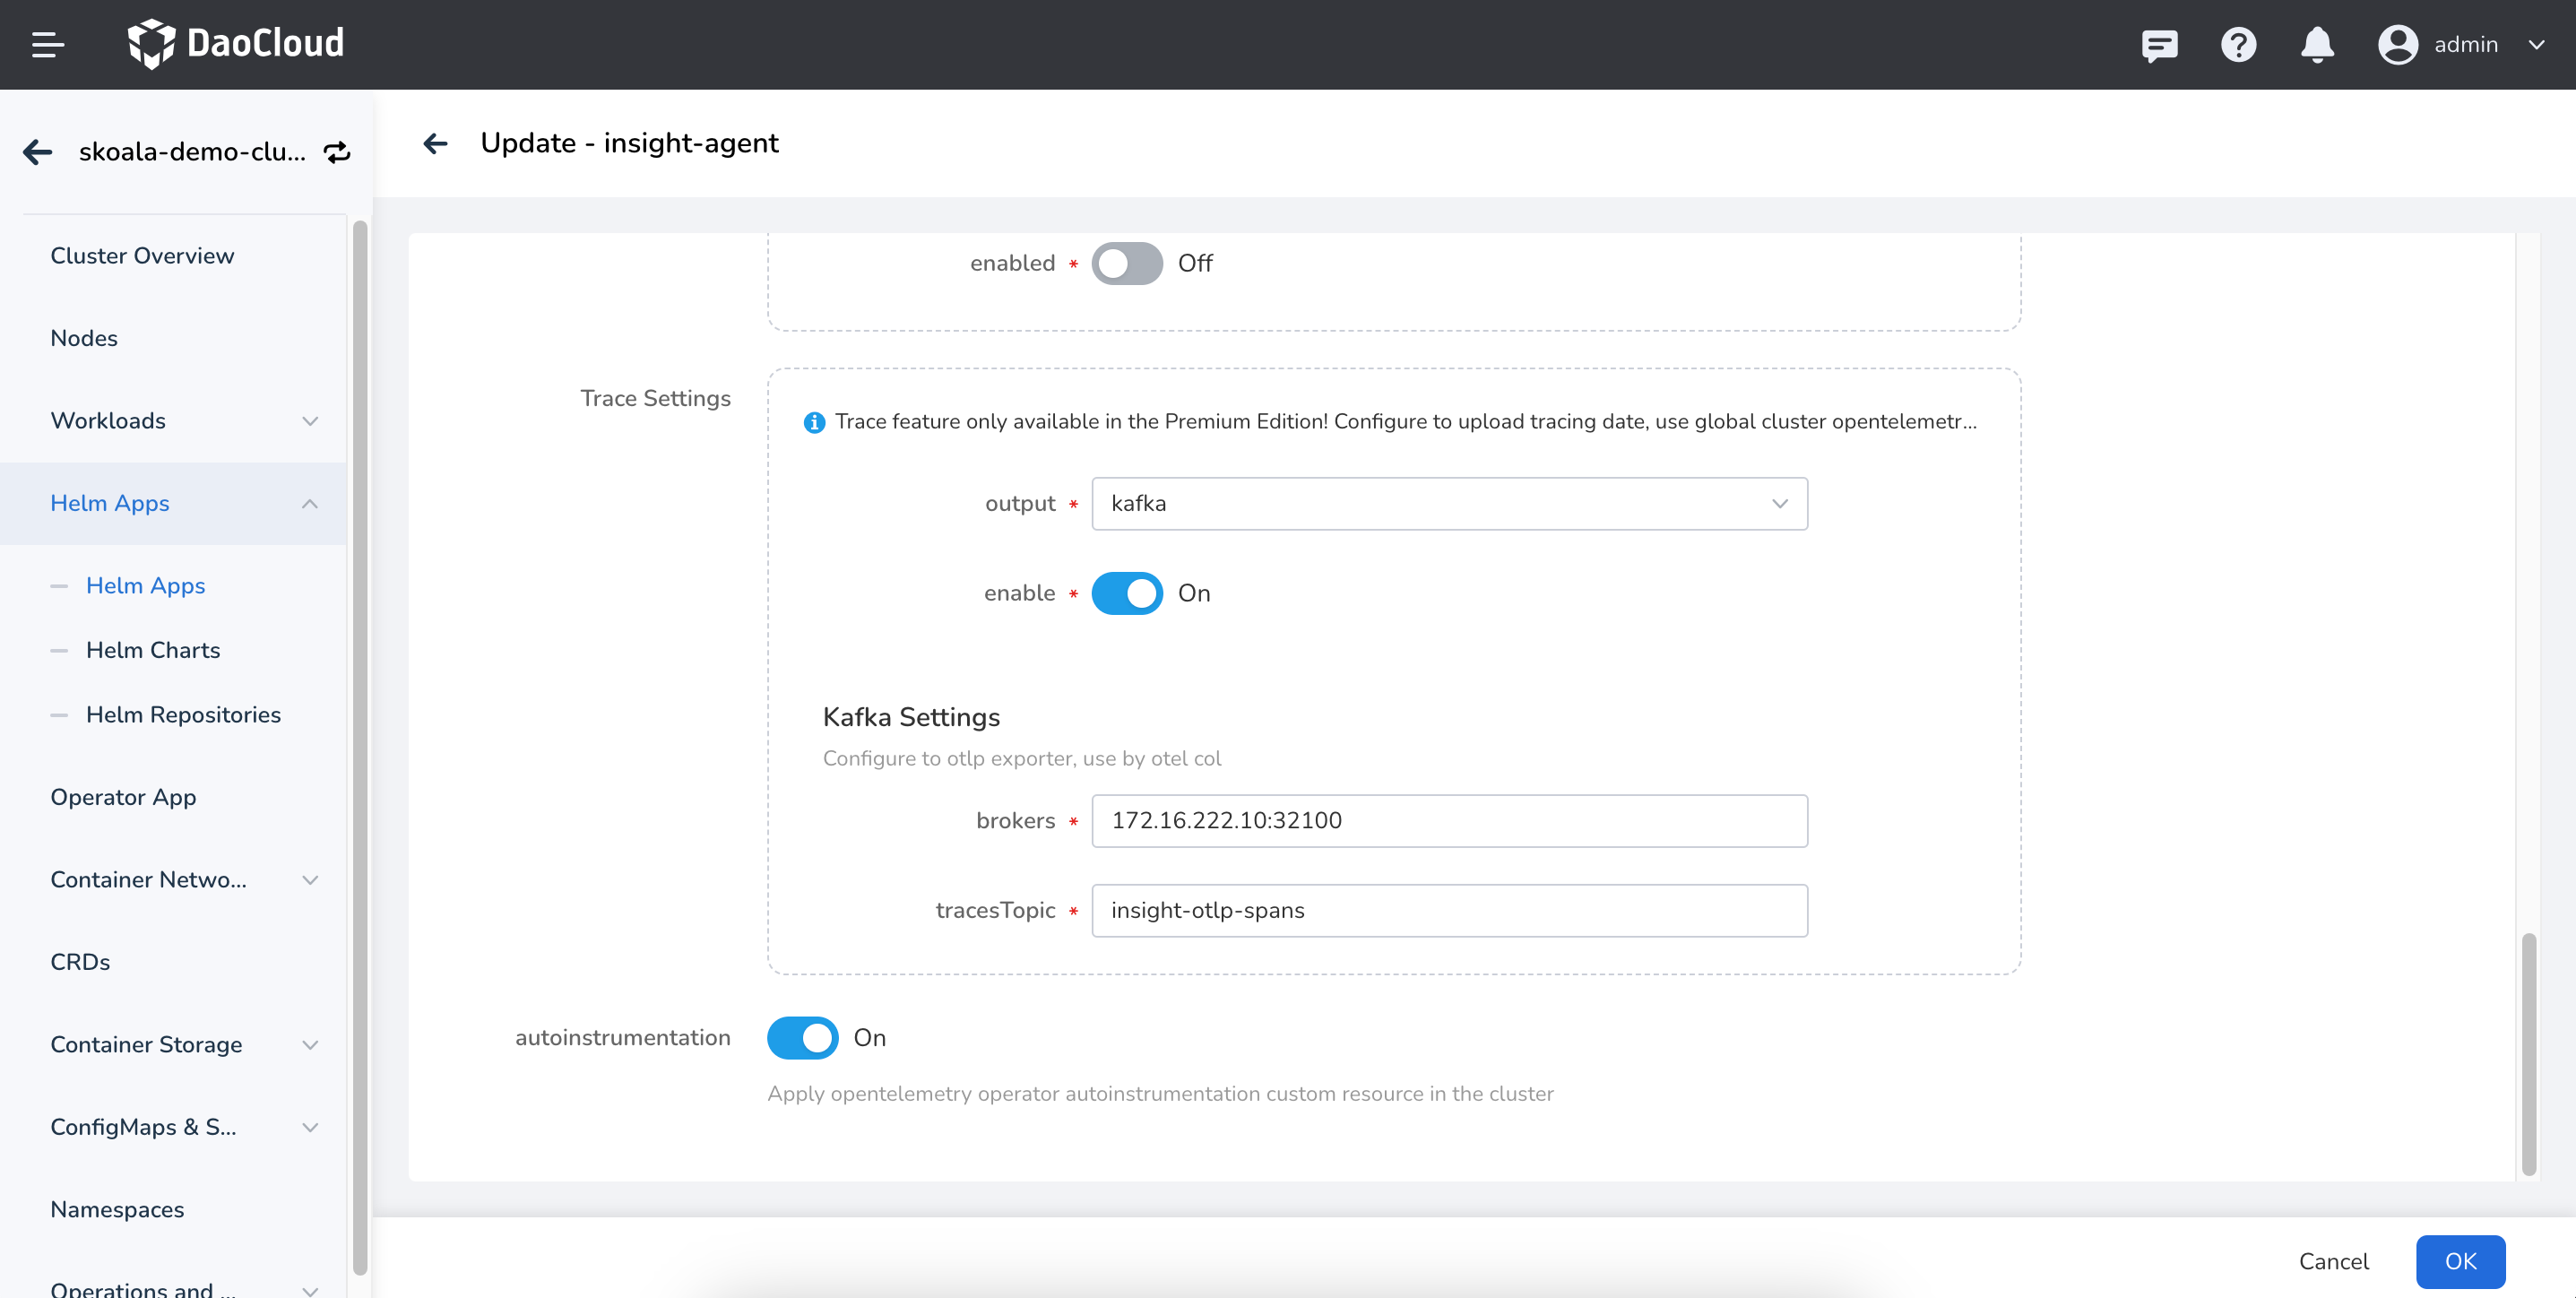 DaoCloud
admin
skoala-demo-clu...
Update - insight-agent
Cluster Overview
Nodes
Workloads
Helm Apps
Helm Apps
Helm Charts
Helm Repositories
Operator App
Container Netwo...
CRDs
Container Storage
ConfigMaps & S...
Namespaces
Operations and ...
enabled * Off
Trace Settings
Trace feature only available in the Premium Edition! Configure to upload tracing date, use global cluster opentelemetr...
output * kafka
enable * On
Kafka Settings
Configure to otlp exporter, use by otel col
brokers * 172.16.222.10:32100
tracesTopic * insight-otlp-spans
autoinstrumentation On
Apply opentelemetry operator autoinstrumentation custom resource in the cluster
Cancel OK